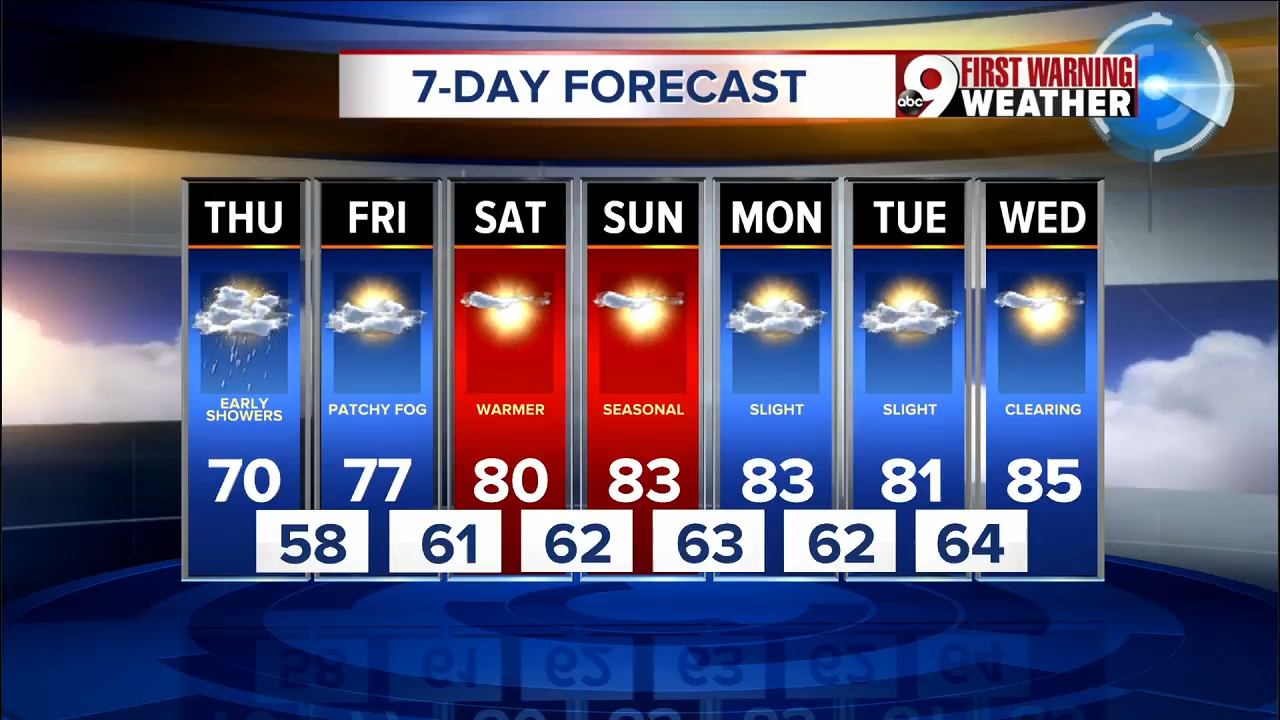 7-DAY FORECAST
abc 9 FIRST WARNING
WEATHER
THU FRI SAT SUN MON TUE WED
EARLY
SHOWERS PATCHY FOG WARMER SEASONAL SLIGHT SLIGHT CLEARING
70 77 80 83 83 81 85
58 61 62 63 62 64